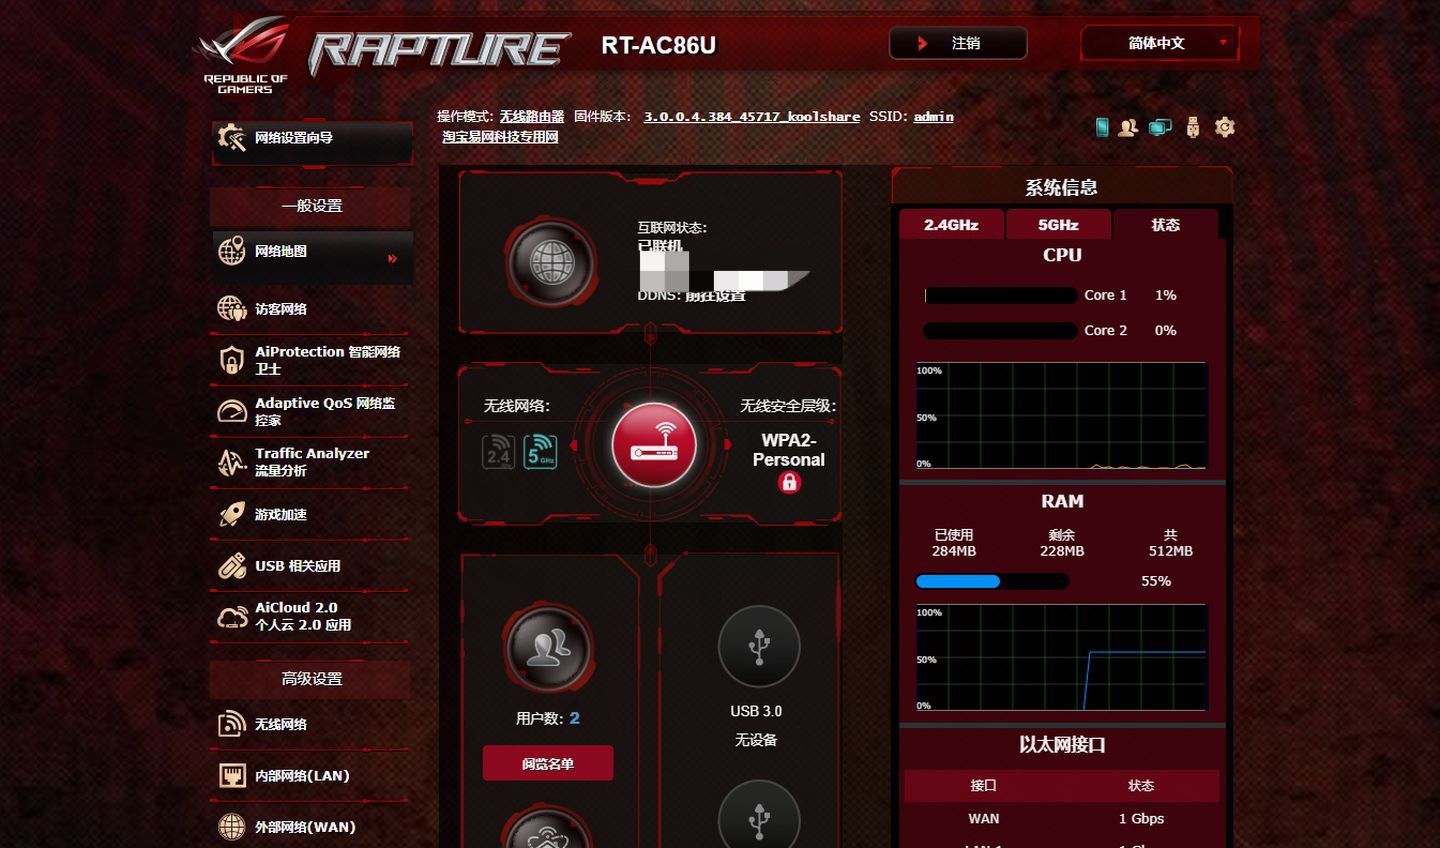 REPUBLIC OF
GAMERS
RAPTURE
RT-AC86U
注销
简体中文
操作模式: 无线路由器 固件版本: 3.0.0.4.384_45717_koolshare SSID: admin
淘宝易网科技专用网
网络设置向导
一般设置
网络地图
访客网络
AiProtection 智能网络
卫士
Adaptive QoS 网络监
控家
Traffic Analyzer
流量分析
游戏加速
USB 相关应用
AiCloud 2.0
个人云 2.0 应用
高级设置
无线网络
内部网络(LAN)
外部网络(WAN)
互联网状态:
已联机
DDNS: 前往设置
无线网络:
2.4
5
GHz
无线安全层级:
WPA2-
Personal
用户数: 2
阅览名单
USB 3.0
无设备
系统信息
2.4GHz
5GHz
状态
CPU
Core 1 1%
Core 2 0%
100%
50%
0%
RAM
已使用 剩余 共
284MB 228MB 512MB
55%
100%
50%
0%
以太网接口
接口 状态
WAN 1 Gbps